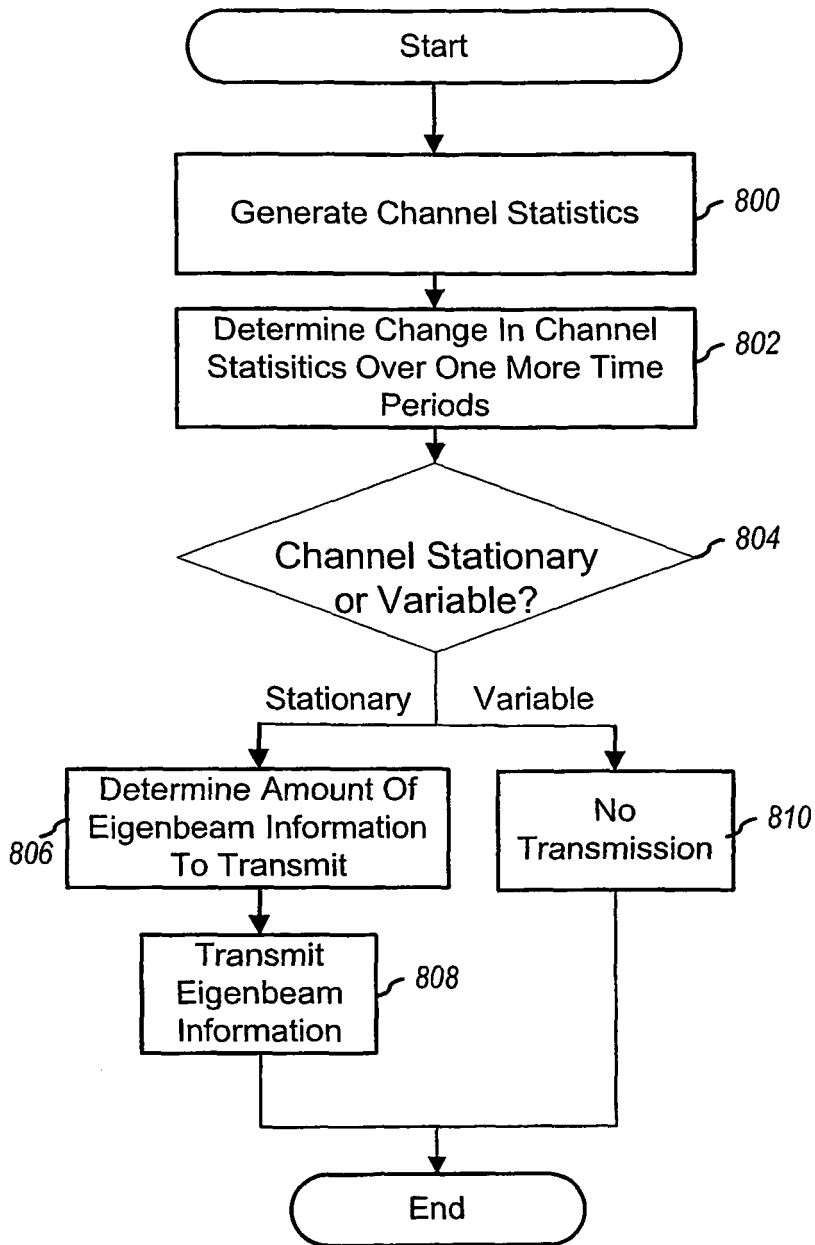 Start
Generate Channel Statistics
800
Determine Change In Channel
Statisitics Over One More Time
Periods
802
Channel Stationary
or Variable?
804
Stationary
Variable
Determine Amount Of
Eigenbeam Information
To Transmit
806
No
Transmission
810
Transmit
Eigenbeam
Information
808
End